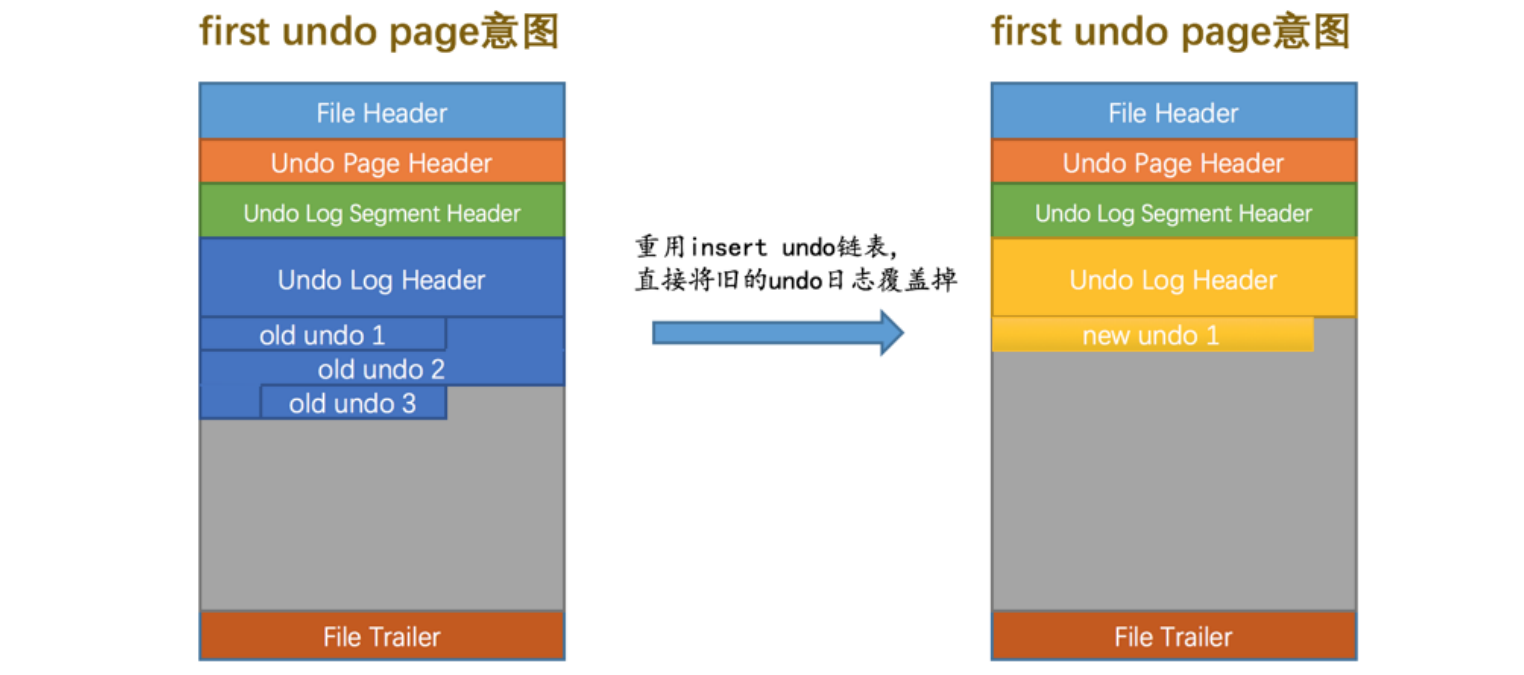 first undo page意图
File Header
Undo Page Header
Undo Log Segment Header
Undo Log Header
old undo 1
old undo 2
old undo 3
File Trailer
重用insert undo链表,
直接将旧的undo日志覆盖掉
first undo page意图
File Header
Undo Page Header
Undo Log Segment Header
Undo Log Header
new undo 1
File Trailer